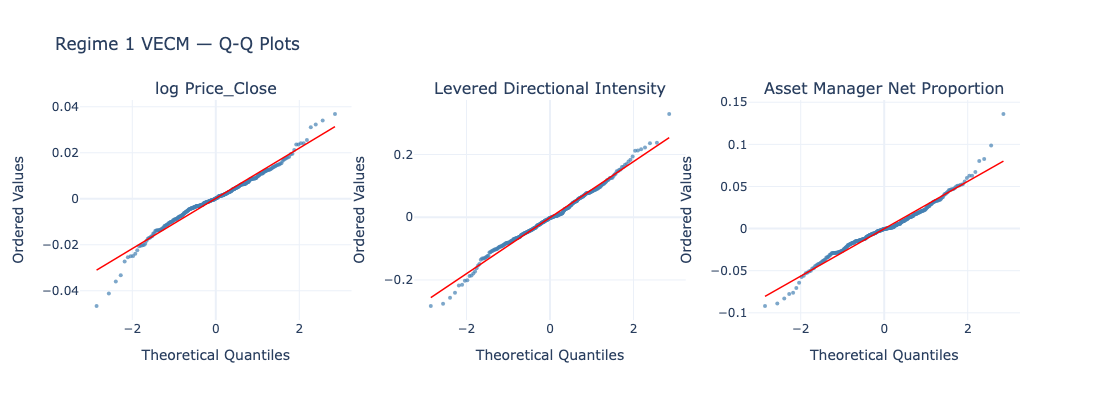 Regime 1 VECM — Q-Q Plots
log Price_Close
Levered Directional Intensity
Asset Manager Net Proportion
Ordered Values
0.04
0.02
0
−0.02
−0.04
−2
0
2
Theoretical Quantiles
Ordered Values
0.2
0
−0.2
−2
0
2
Theoretical Quantiles
Ordered Values
0.15
0.1
0.05
0
−0.05
−0.1
−2
0
2
Theoretical Quantiles